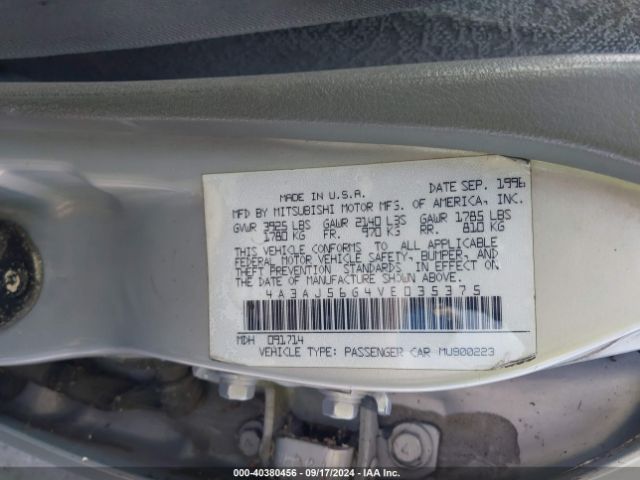 MADE IN U.S.A. DATE SEP. 1996
MFD BY MITSUBISHI MOTOR MFG. OF AMERICA, INC.
GVWR 3925 LBS GAWR 2140 LBS GAWR 1785 LBS
1780 KG FR. 970 KG RR. 810 KG
THIS VEHICLE CONFORMS TO ALL APPLICABLE
FEDERAL MOTOR VEHICLE SAFETY, BUMPER, AND
THEFT PREVENTION STANDARDS IN EFFECT ON
THE DATE OF MANUFACTURE SHOWN ABOVE.
4A3AJ56G4VE035375
MDH 091714
VEHICLE TYPE: PASSENGER CAR MU900223
000-40380456 - 09/17/2024 - IAA Inc.